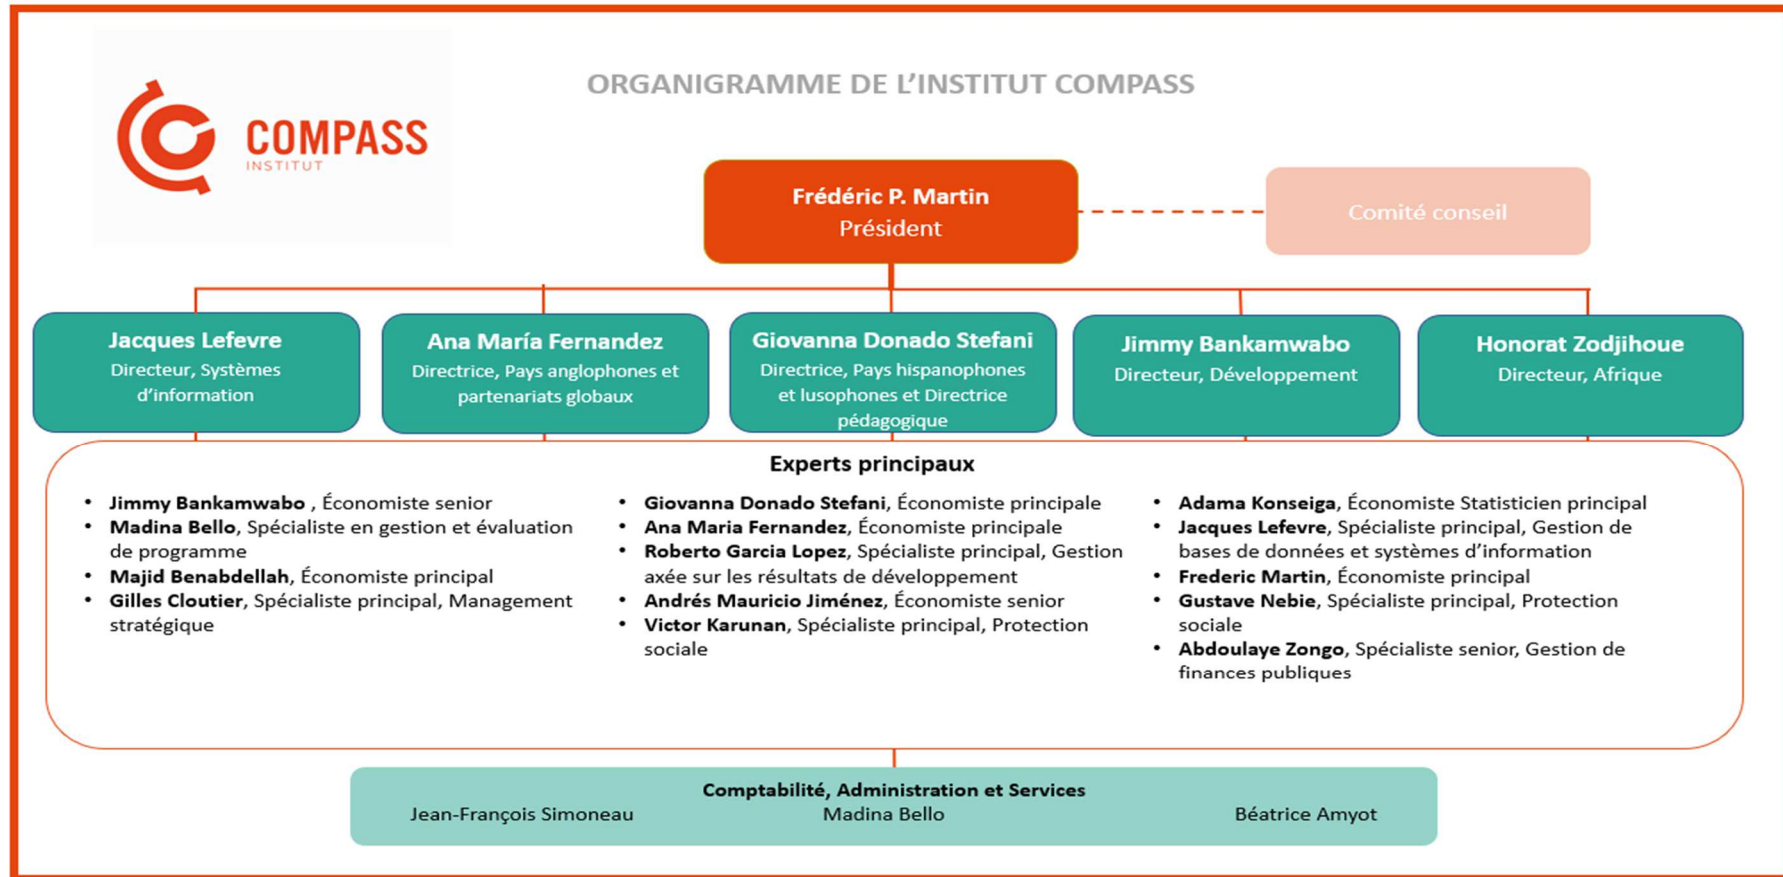 COMPASS
INSTITUT
ORGANIGRAMME DE L'INSTITUT COMPASS
Frédéric P. Martin
Président
Comité conseil
Jacques Lefevre
Directeur, Systèmes
d'information
Ana María Fernandez
Directrice, Pays anglophones et
partenariats globaux
Giovanna Donado Stefani
Directrice, Pays hispanophones
et lusophones et Directrice
pédagogique
Jimmy Bankamwabo
Directeur, Développement
Honorat Zodjihoue
Directeur, Afrique
Experts principaux
• Jimmy Bankamwabo , Économiste senior
• Madina Bello, Spécialiste en gestion et évaluation
de programme
• Majid Benabdellah, Économiste principal
• Gilles Cloutier, Spécialiste principal, Management
stratégique
• Giovanna Donado Stefani, Économiste principale
• Ana Maria Fernandez, Économiste principale
• Roberto Garcia Lopez, Spécialiste principal, Gestion
axée sur les résultats de développement
• Andrés Mauricio Jiménez, Économiste senior
• Victor Karunan, Spécialiste principal, Protection
sociale
• Adama Konseiga, Économiste Statisticien principal
• Jacques Lefevre, Spécialiste principal, Gestion de
bases de données et systèmes d'information
• Frederic Martin, Économiste principal
• Gustave Nebie, Spécialiste principal, Protection
sociale
• Abdoulaye Zongo, Spécialiste senior, Gestion de
finances publiques
Comptabilité, Administration et Services
Jean-François Simoneau Madina Bello Béatrice Amyot